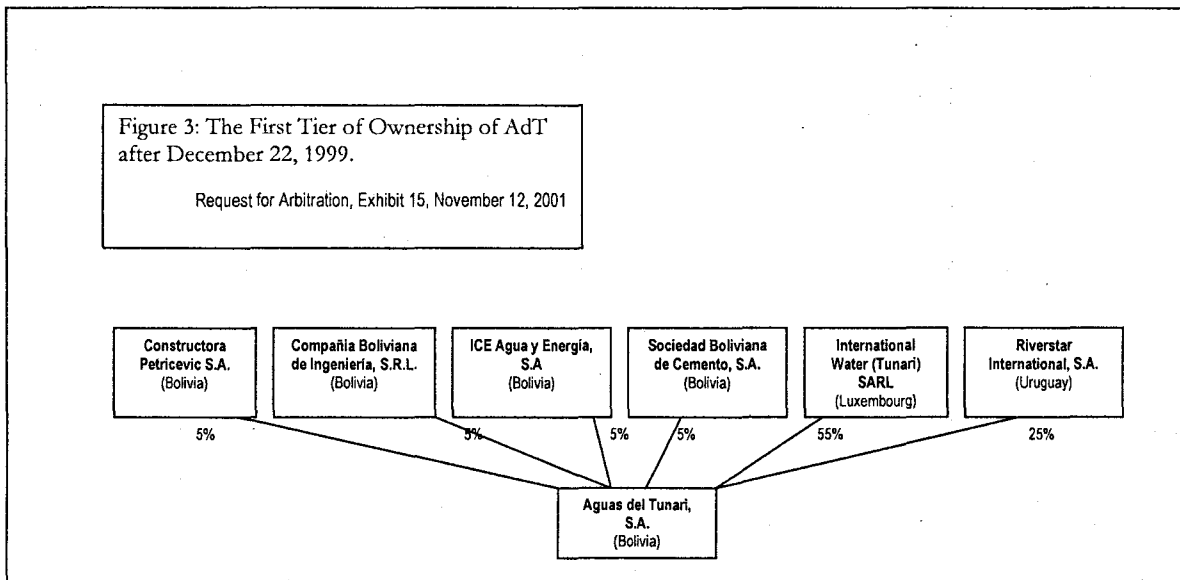 Figure 3: The First Tier of Ownership of AdT
after December 22, 1999.
Request for Arbitration, Exhibit 15, November 12, 2001
Constructora
Petricevic S.A.
(Bolivia)
Compañia Boliviana
de Ingeniería, S.R.L.
(Bolivia)
ICE Agua y Energía,
S.A
(Bolivia)
Sociedad Boliviana
de Cemento, S.A.
(Bolivia)
International
Water (Tunari)
SARL
(Luxembourg)
Riverstar
International, S.A.
(Uruguay)
5%
5%
5%
5%
55%
25%
Aguas del Tunari,
S.A.
(Bolivia)